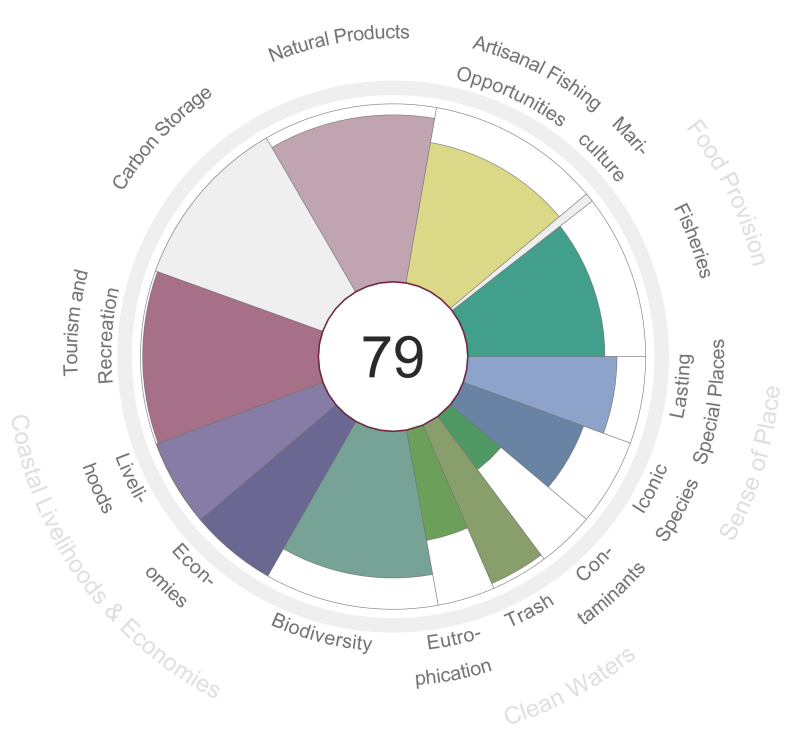 Natural Products
Artisanal Fishing
Opportunities
Mari-
culture
Fisheries
Food Provision
Lasting
Special Places
Iconic
Species
Sense of Place
Con-
taminants
Trash
Eutro-
phication
Clean Waters
Biodiversity
Econ-
omies
Liveli-
hoods
Coastal Livelihoods & Economies
Tourism and
Recreation
Carbon Storage
79